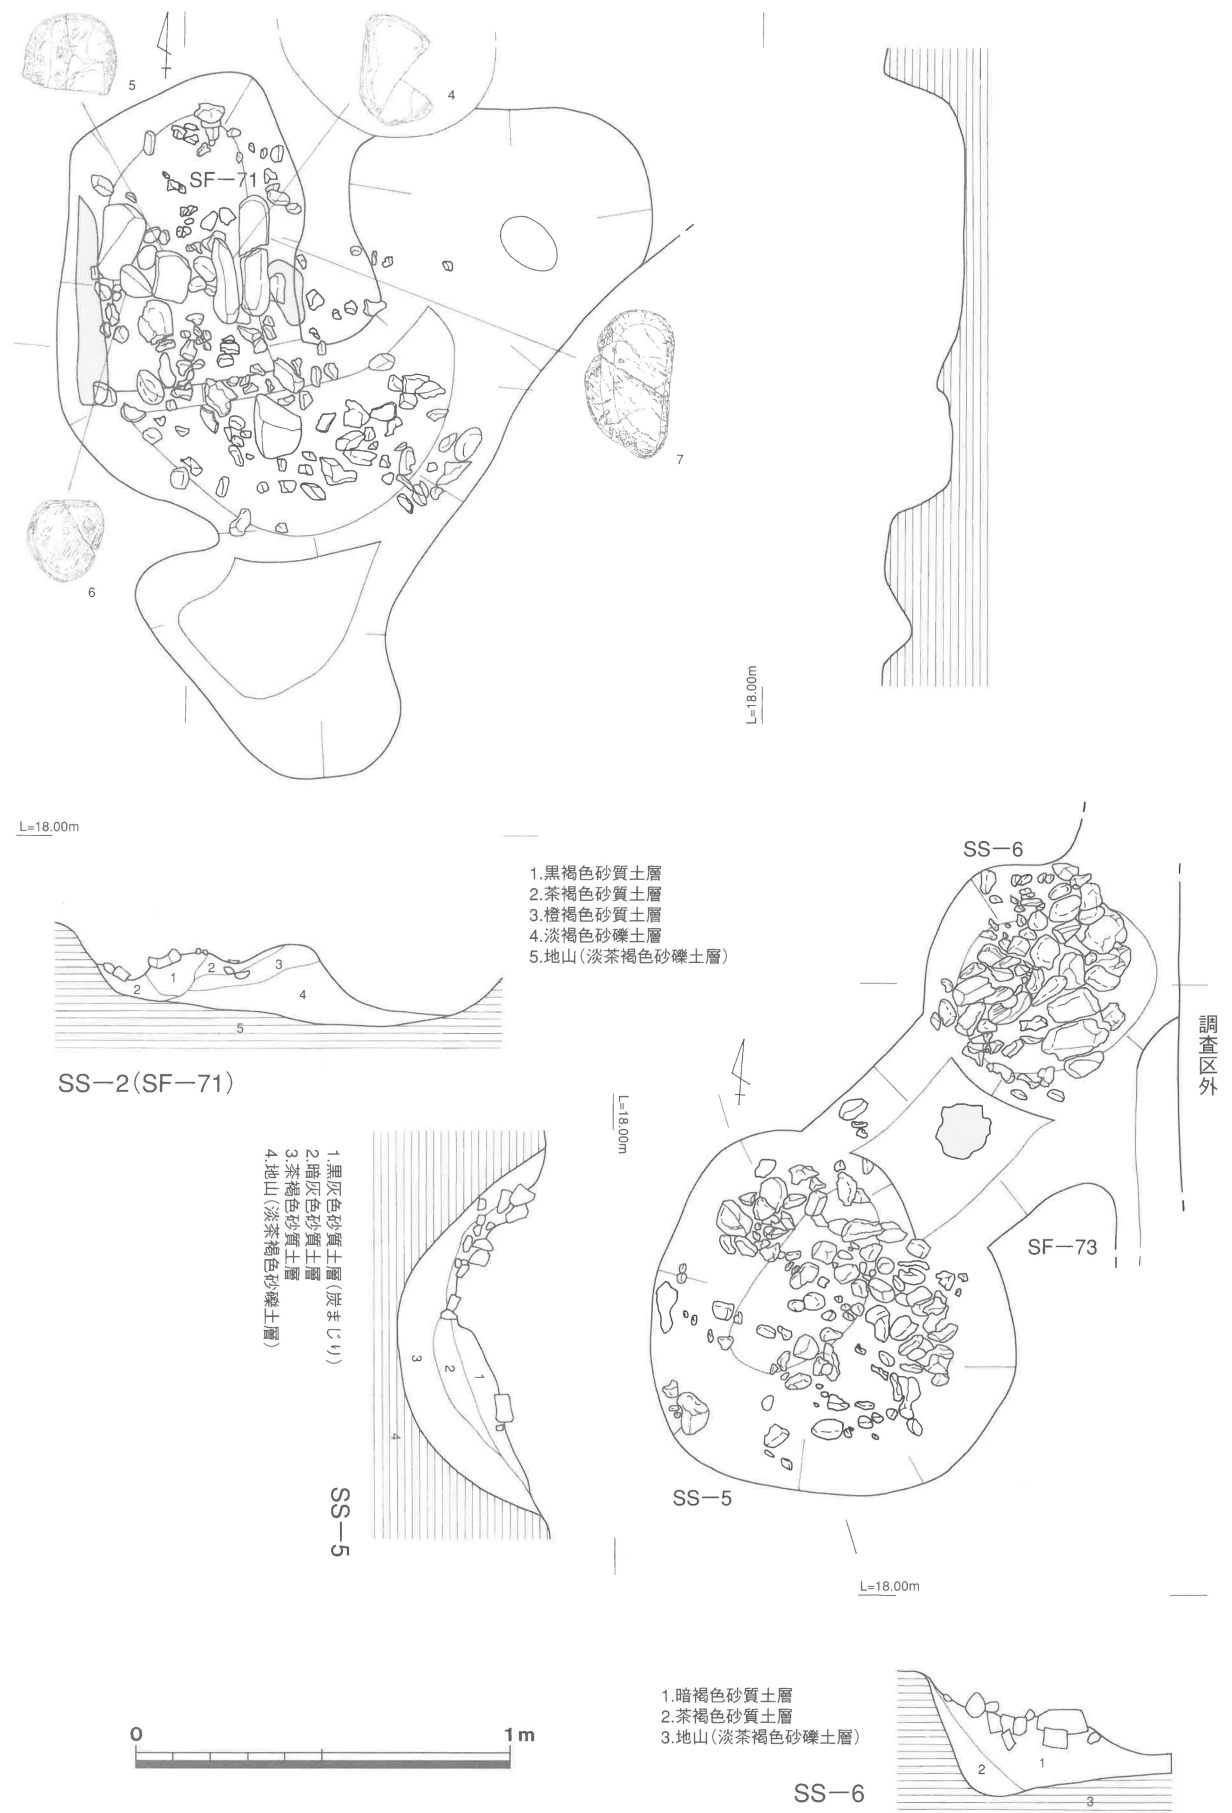 5
4
SF—71
7
6
L=18.00m
L=18.00m
1.黒褐色砂質土層
2.茶褐色砂質土層
3.橙褐色砂質土層
4.淡褐色砂礫土層
5.地山(淡茶褐色砂礫土層)
1
2
2
3
4
5
SS—2(SF—71)
SS—6
調査区外
SF—73
SS—5
L=18.00m
1.黒灰色砂質土層(炭まじり)
2.暗灰色砂質土層
3.茶褐色砂質土層
4.地山(淡茶褐色砂礫土層)
1
2
3
4
SS—5
L=18.00m
1.暗褐色砂質土層
2.茶褐色砂質土層
3.地山(淡茶褐色砂礫土層)
1
2
3
SS—6
0
1m